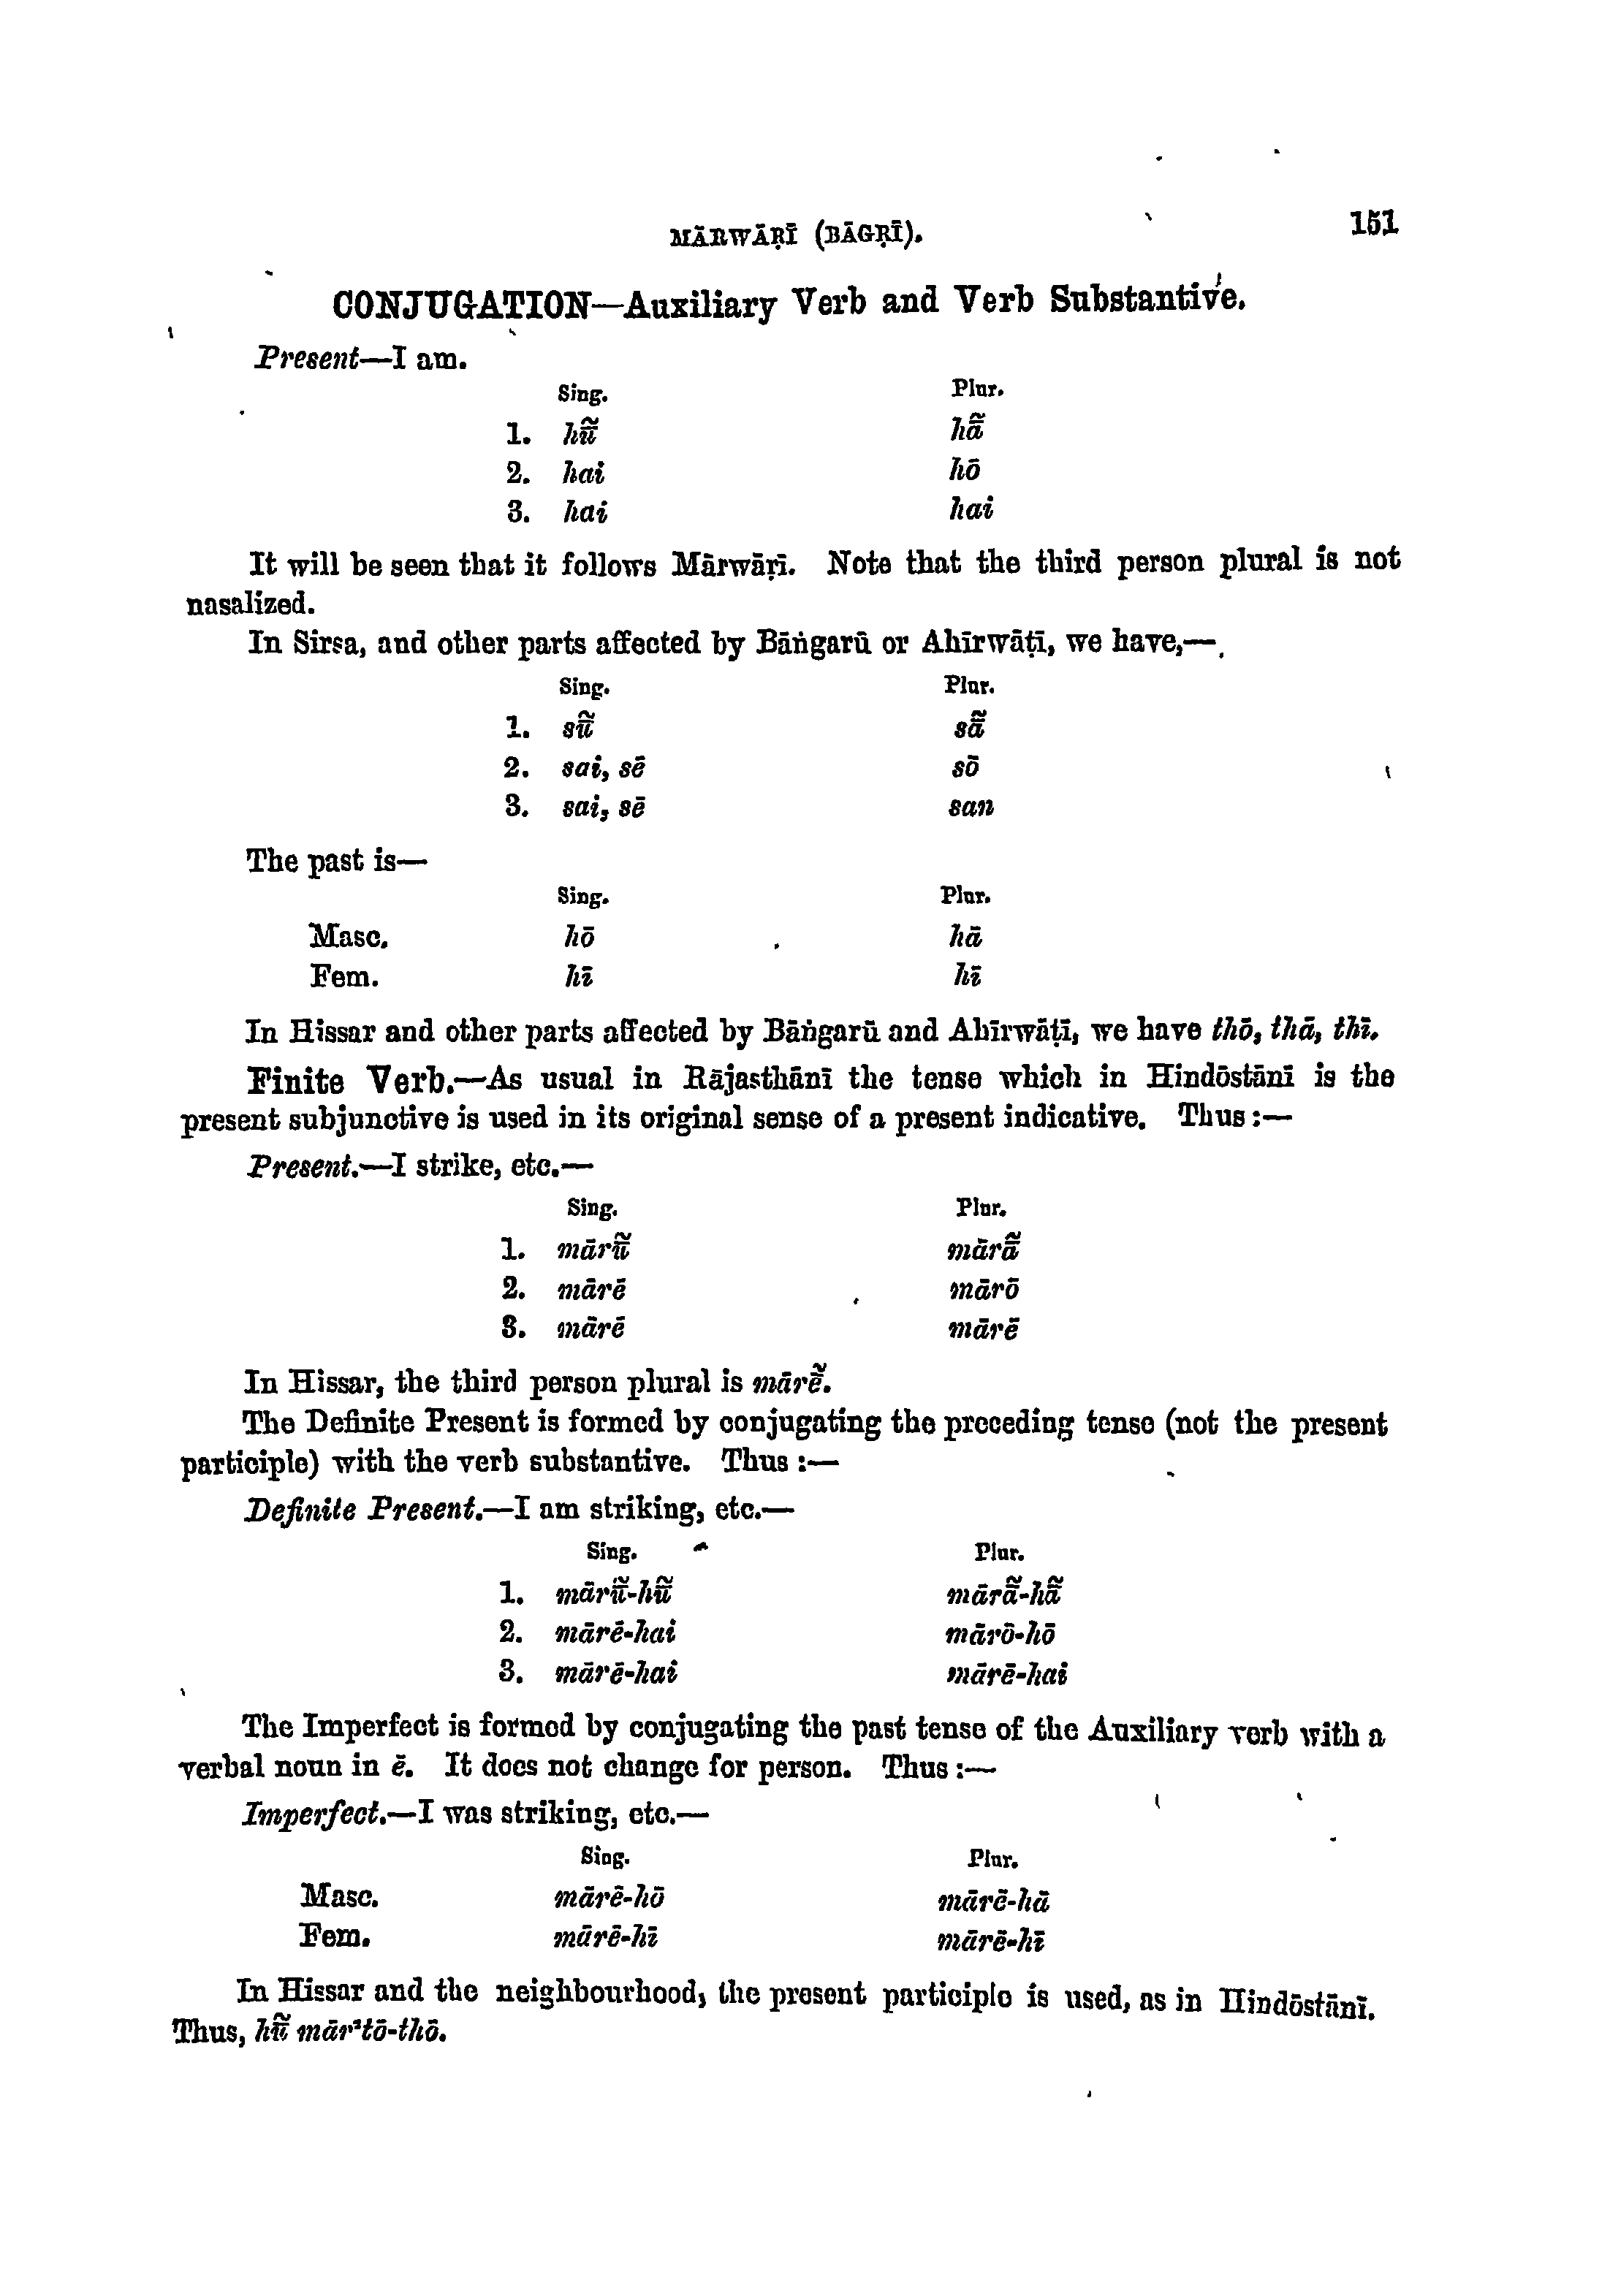 MĀRWĀṚĪ (BĀGṚĪ). 151
CONJUGATION—Auxiliary Verb and Verb Substantive.
Present—I am.
Sing. Plur.
1. hū̃ hā̃
2. hai hō
3. hai hai
It will be seen that it follows Mārwāṛī. Note that the third person plural is not
nasalized.
In Sirsa, and other parts affected by Bāṅgarū or Ahīrwāṭī, we have,—
Sing. Plur.
1. sū̃ sā̃
2. sai, sē sō
3. sai, sē san
The past is—
Sing. Plur.
Masc. hō hā
Fem. hī hī
In Hissar and other parts affected by Bāṅgarū and Ahīrwāṭī, we have thō, thā, thī.
Finite Verb.—As usual in Rājasthānī the tense which in Hindōstānī is the
present subjunctive is used in its original sense of a present indicative. Thus:—
Present.—I strike, etc.—
Sing. Plur.
1. mārū̃ mārā̃
2. mārē mārō
3. mārē mārē
In Hissar, the third person plural is mārē̃.
The Definite Present is formed by conjugating the preceding tense (not the present
participle) with the verb substantive. Thus:—
Definite Present.—I am striking, etc.—
Sing. Plur.
1. mārū̃-hū̃ mārā̃-hā̃
2. mārē-hai mārō-hō
3. mārē-hai mārē-hai
The Imperfect is formed by conjugating the past tense of the Auxiliary verb with a
verbal noun in ē. It does not change for person. Thus:—
Imperfect.—I was striking, etc.—
Sing. Plur.
Masc. mārē-hō mārē-hā
Fem. mārē-hī mārē-hī
In Hissar and the neighbourhood, the present participle is used, as in Hindōstānī.
Thus, hū̃ mārᵃtō-thō.